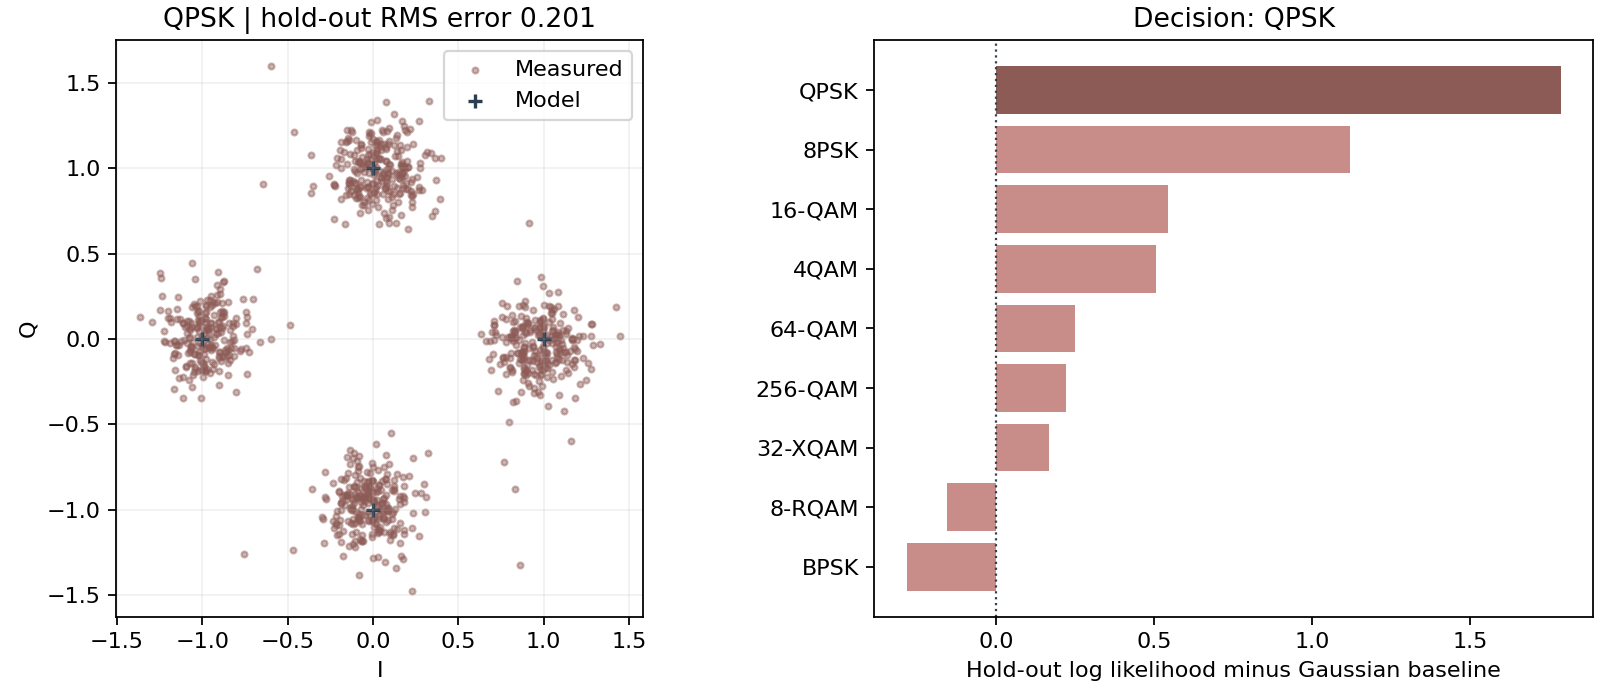 QPSK | hold-out RMS error 0.201
Measured
Model
1.5
1.0
0.5
0.0
−0.5
−1.0
−1.5
Q
−1.5
−1.0
−0.5
0.0
0.5
1.0
1.5
I
Decision: QPSK
QPSK
8PSK
16-QAM
4QAM
64-QAM
256-QAM
32-XQAM
8-RQAM
BPSK
0.0
0.5
1.0
1.5
Hold-out log likelihood minus Gaussian baseline